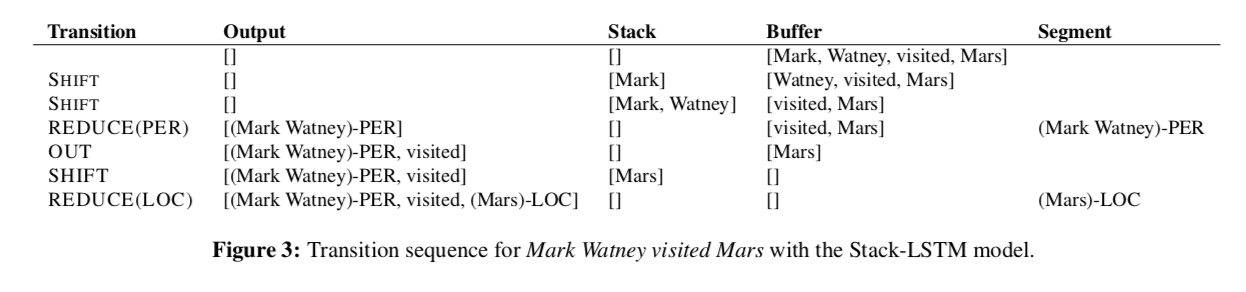 Transition Output Stack Buffer Segment
[] [] [Mark, Watney, visited, Mars]
SHIFT [] [Mark] [Watney, visited, Mars]
SHIFT [] [Mark, Watney] [visited, Mars]
REDUCE(PER) [(Mark Watney)-PER] [] [visited, Mars] (Mark Watney)-PER
OUT [(Mark Watney)-PER, visited] [] [Mars]
SHIFT [(Mark Watney)-PER, visited] [Mars] []
REDUCE(LOC) [(Mark Watney)-PER, visited, (Mars)-LOC] [] [] (Mars)-LOC
Figure 3: Transition sequence for Mark Watney visited Mars with the Stack-LSTM model.